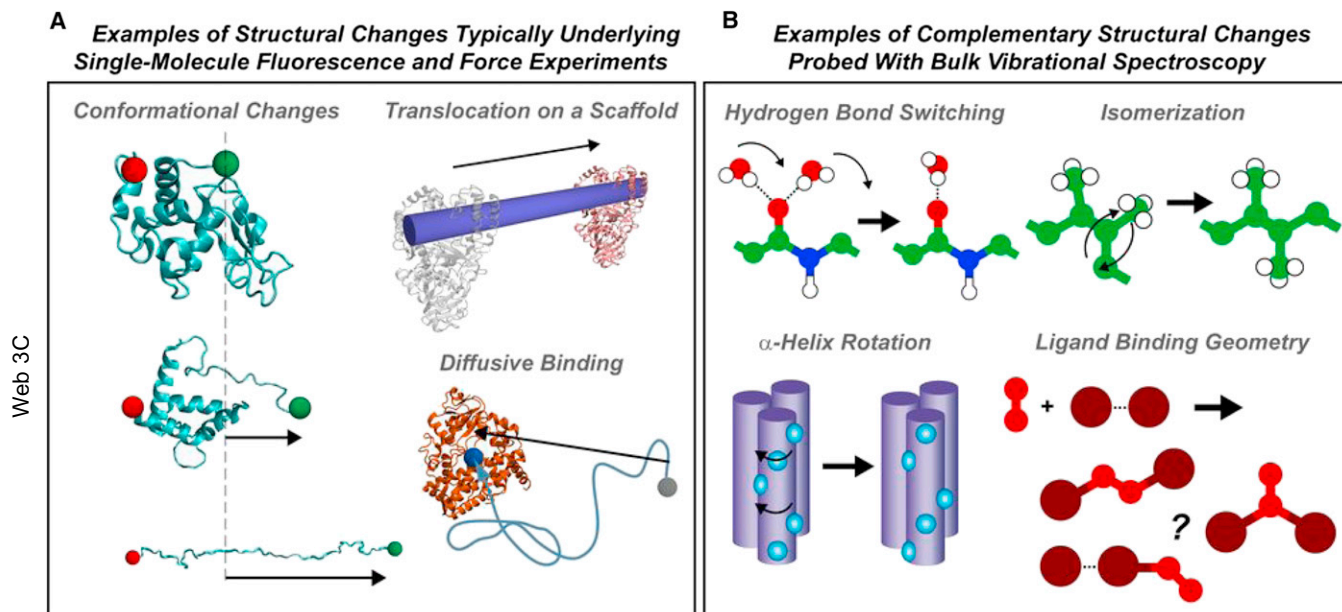 A
Examples of Structural Changes Typically Underlying
Single-Molecule Fluorescence and Force Experiments
Conformational Changes
Translocation on a Scaffold
Diffusive Binding
B
Examples of Complementary Structural Changes
Probed With Bulk Vibrational Spectroscopy
Hydrogen Bond Switching
Isomerization
α-Helix Rotation
Ligand Binding Geometry
+
?
Web 3C